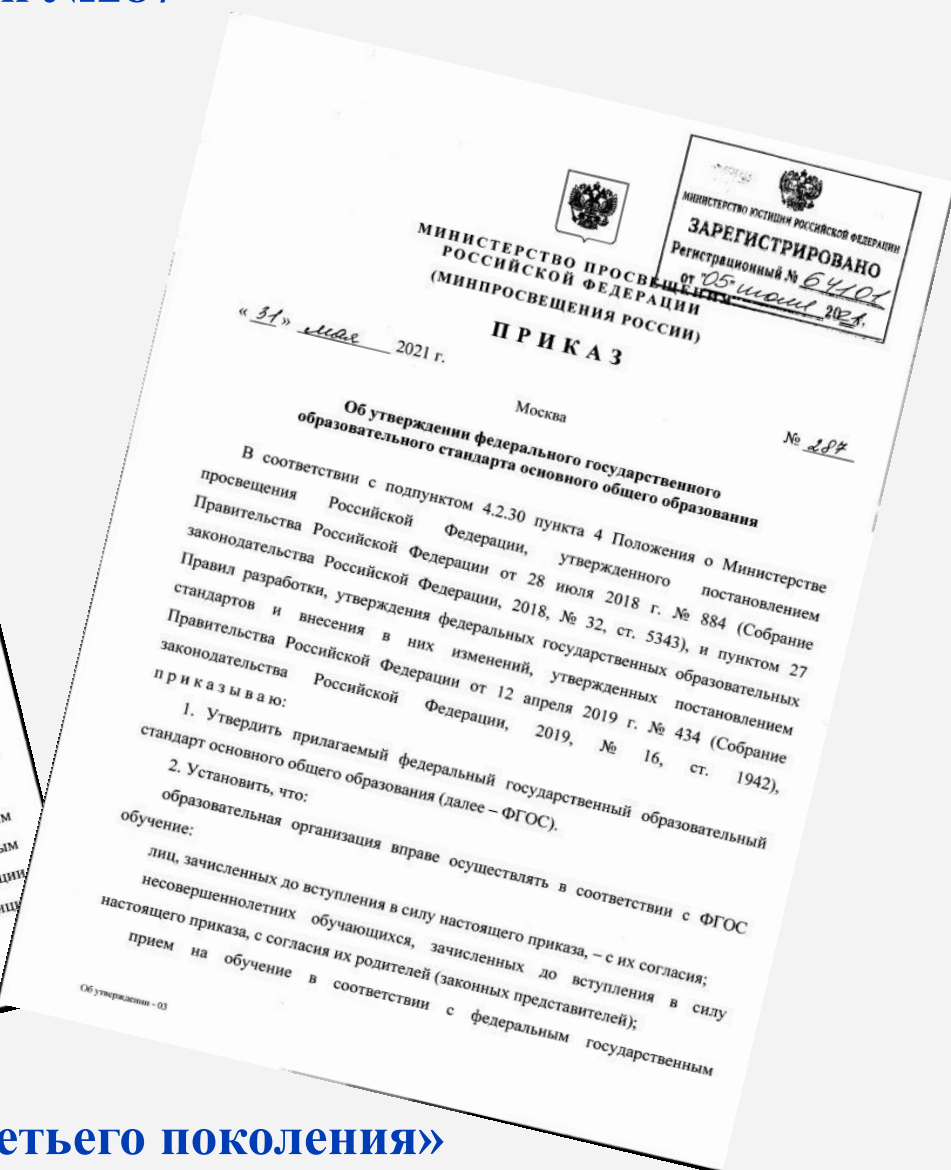 №287
МИНИСТЕРСТВО ЮСТИЦИИ РОССИЙСКОЙ ФЕДЕРАЦИИ
ЗАРЕГИСТРИРОВАНО
Регистрационный № 64101
от "05" июля 2021.
МИНИСТЕРСТВО ПРОСВЕЩЕНИЯ
РОССИЙСКОЙ ФЕДЕРАЦИИ
(МИНПРОСВЕЩЕНИЯ РОССИИ)
П Р И К А З
« 31 » мая 2021 г.
Москва
№ 287
Об утверждении федерального государственного
образовательного стандарта основного общего образования
В соответствии с подпунктом 4.2.30 пункта 4 Положения о Министерстве
просвещения Российской Федерации, утвержденного постановлением
Правительства Российской Федерации от 28 июля 2018 г. № 884 (Собрание
законодательства Российской Федерации, 2018, № 32, ст. 5343), и пунктом 27
Правил разработки, утверждения федеральных государственных образовательных
стандартов и внесения в них изменений, утвержденных постановлением
Правительства Российской Федерации от 12 апреля 2019 г. № 434 (Собрание
законодательства Российской Федерации, 2019, № 16, ст. 1942),
п р и к а з ы в а ю:
1. Утвердить прилагаемый федеральный государственный образовательный
стандарт основного общего образования (далее – ФГОС).
2. Установить, что:
образовательная организация вправе осуществлять в соответствии с ФГОС
обучение:
лиц, зачисленных до вступления в силу настоящего приказа, – с их согласия;
несовершеннолетних обучающихся, зачисленных до вступления в силу
настоящего приказа, с согласия их родителей (законных представителей);
прием на обучение в соответствии с федеральным государственным
Об утверждении - 03
етьего поколения»